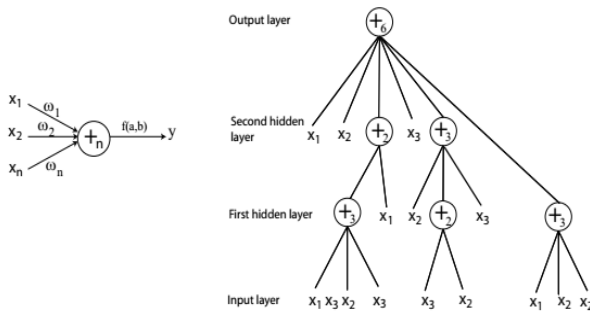 Output layer +6
x1 ω1
x2 ω2 +n f(a,b) y
xn ωn
Second hidden layer x1 x2 +2 x3 +3
First hidden layer +3 x1 x2 +2 x3 +3
Input layer x1 x3 x2 x3 x3 x2 x1 x2 x2